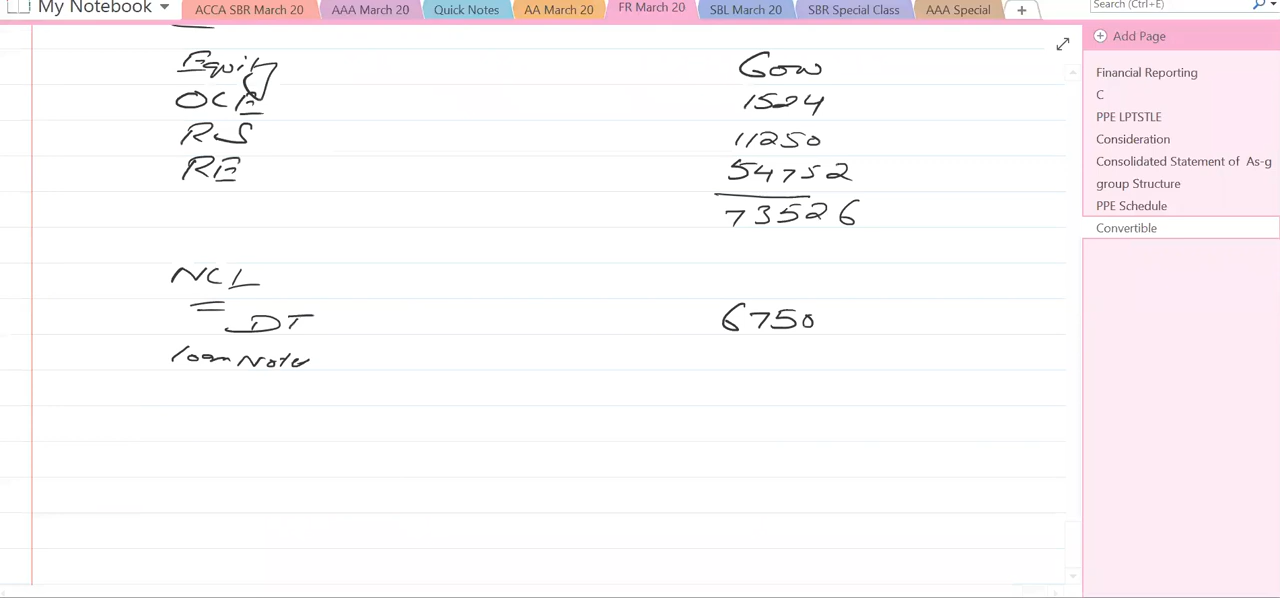 My Notebook
ACCA SBR March 20
AAA March 20
Quick Notes
AA March 20
FR March 20
SBL March 20
SBR Special Class
AAA Special
+
Search (Ctrl+E)
Add Page
Financial Reporting
C
PPE LPTSTLE
Consideration
Consolidated Statement of As-g
group Structure
PPE Schedule
Convertible
Equity 6000
OCE 1524
RS 11250
RE 54752
73526
NCL
DT 6750
loan Notes